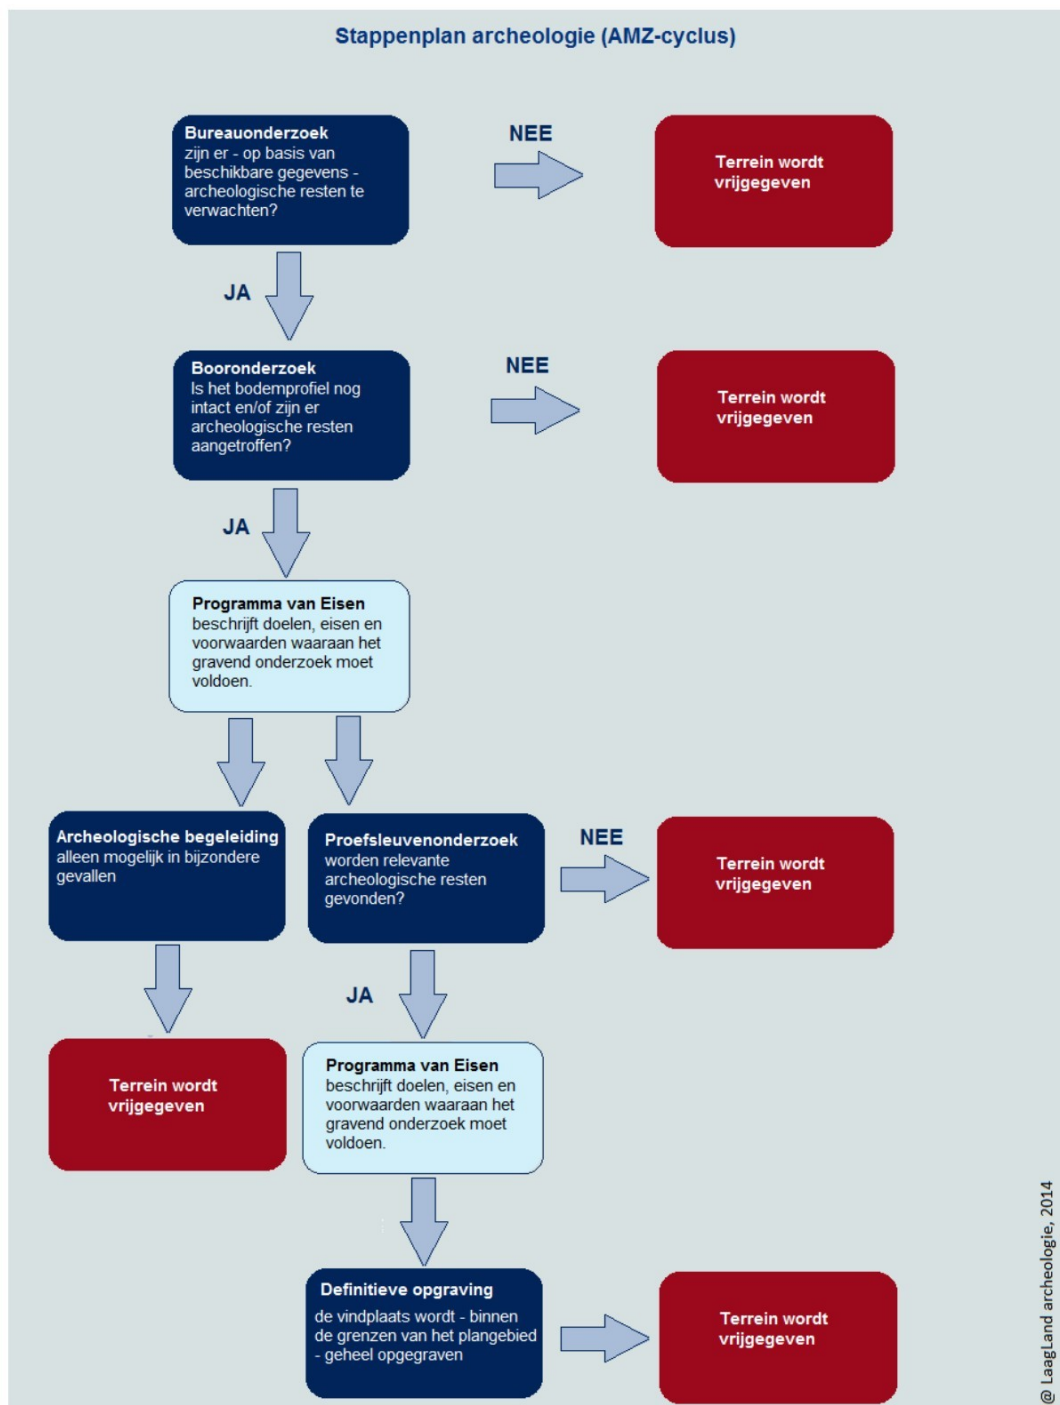 Stappenplan archeologie (AMZ-cyclus)
Bureauonderzoek
zijn er - op basis van
beschikbare gegevens -
archeologische resten te
verwachten?
NEE
Terrein wordt
vrijgegeven
JA
Booronderzoek
Is het bodemprofiel nog
intact en/of zijn er
archeologische resten
aangetroffen?
NEE
Terrein wordt
vrijgegeven
JA
Programma van Eisen
beschrijft doelen, eisen en
voorwaarden waaraan het
gravend onderzoek moet
voldoen.
Archeologische begeleiding
alleen mogelijk in bijzondere
gevallen
Proefsleuvenonderzoek
worden relevante
archeologische resten
gevonden?
NEE
Terrein wordt
vrijgegeven
JA
Terrein wordt
vrijgegeven
Programma van Eisen
beschrijft doelen, eisen en
voorwaarden waaraan het
gravend onderzoek moet
voldoen.
Definitieve opgraving
de vindplaats wordt - binnen
de grenzen van het plangebied
- geheel opgegraven
Terrein wordt
vrijgegeven
@ LaagLand archeologie, 2014